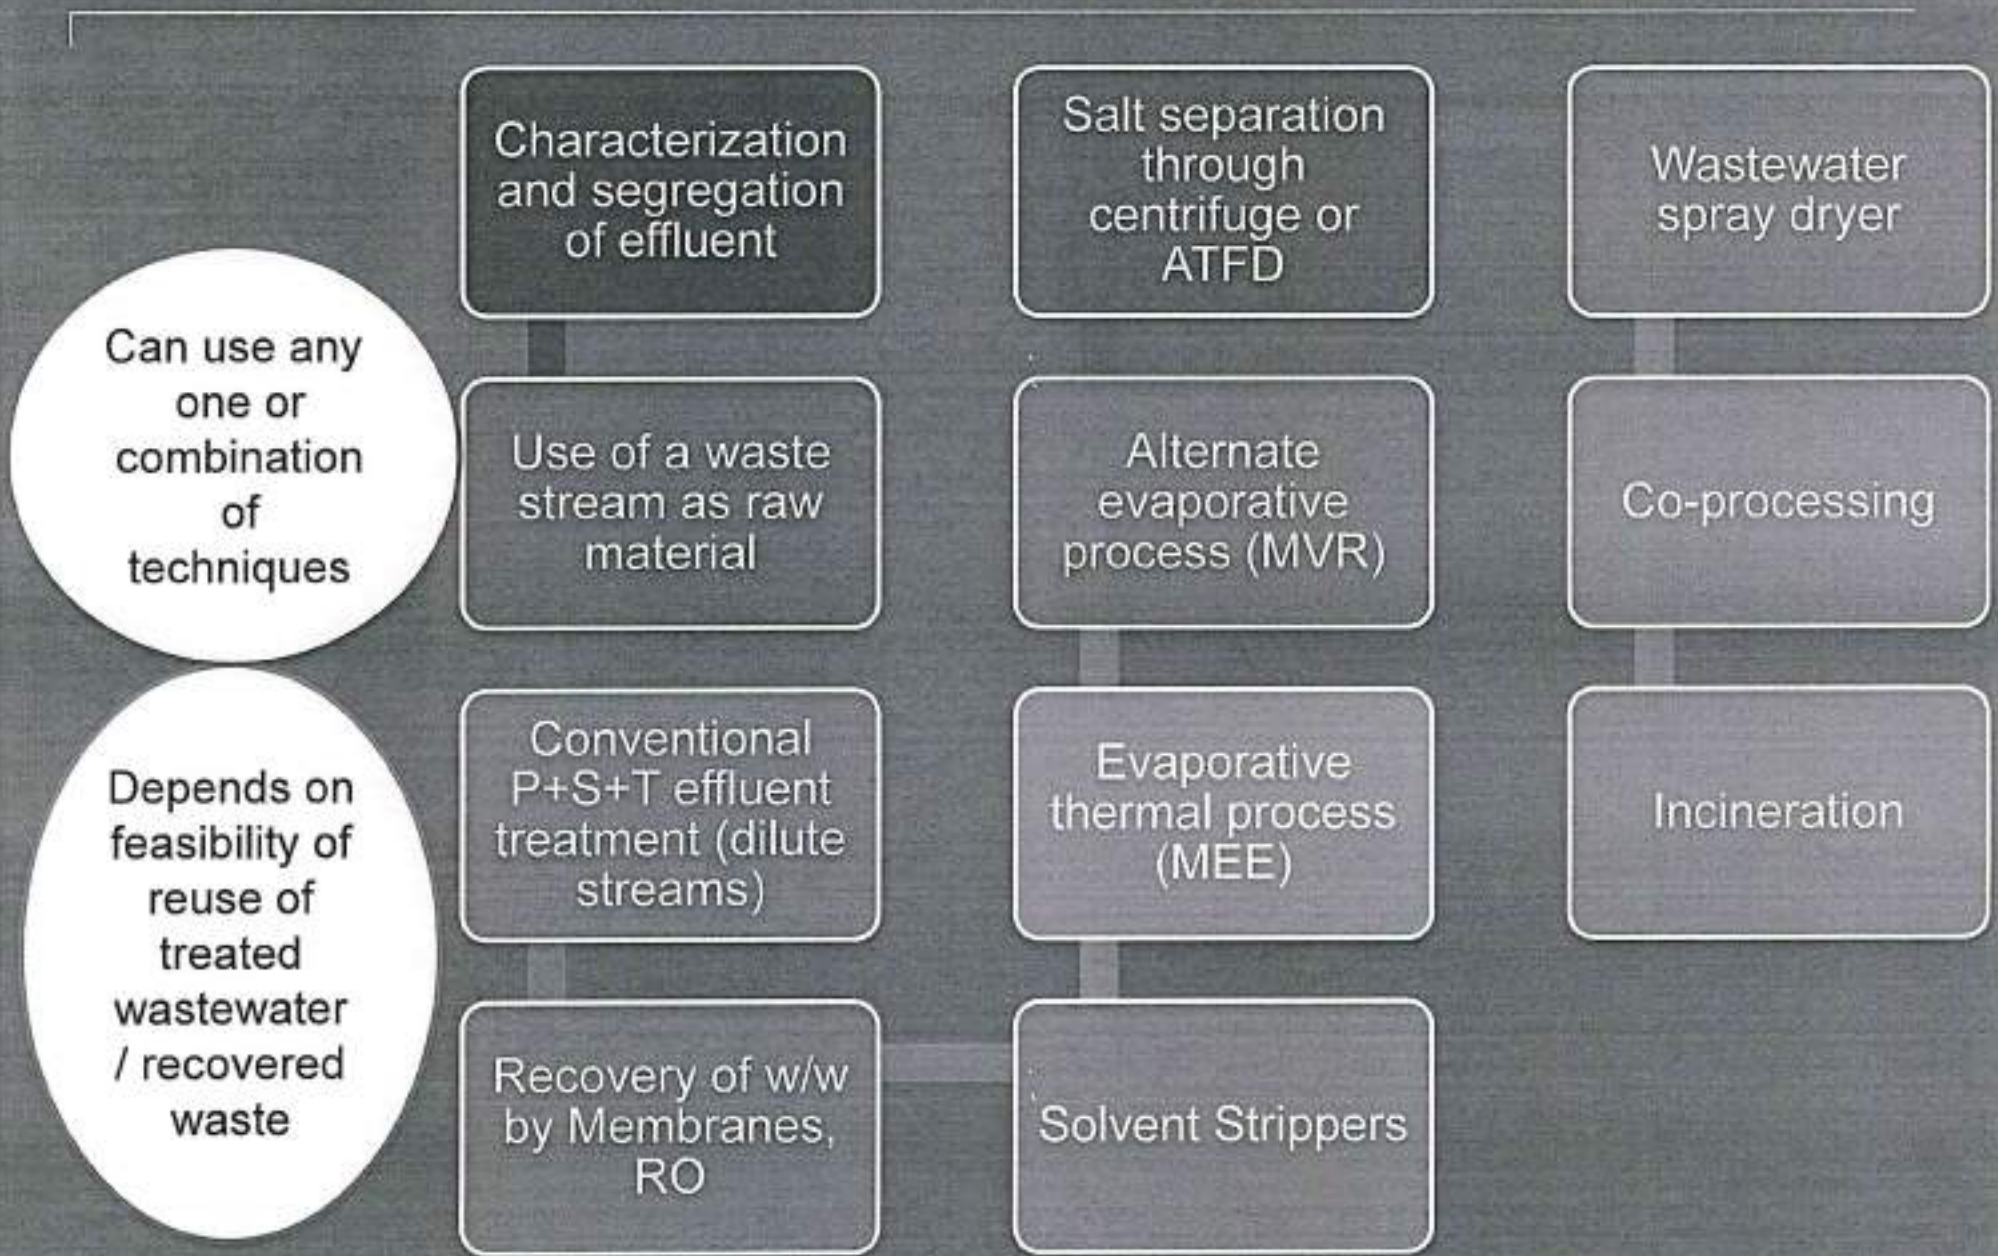 Can use any
one or
combination
of
techniques
Depends on
feasibility of
reuse of
treated
wastewater
/ recovered
waste
Characterization
and segregation
of effluent
Use of a waste
stream as raw
material
Conventional
P+S+T effluent
treatment (dilute
streams)
Recovery of w/w
by Membranes,
RO
Solvent Strippers
Evaporative
thermal process
(MEE)
Alternate
evaporative
process (MVR)
Salt separation
through
centrifuge or
ATFD
Wastewater
spray dryer
Co-processing
Incineration